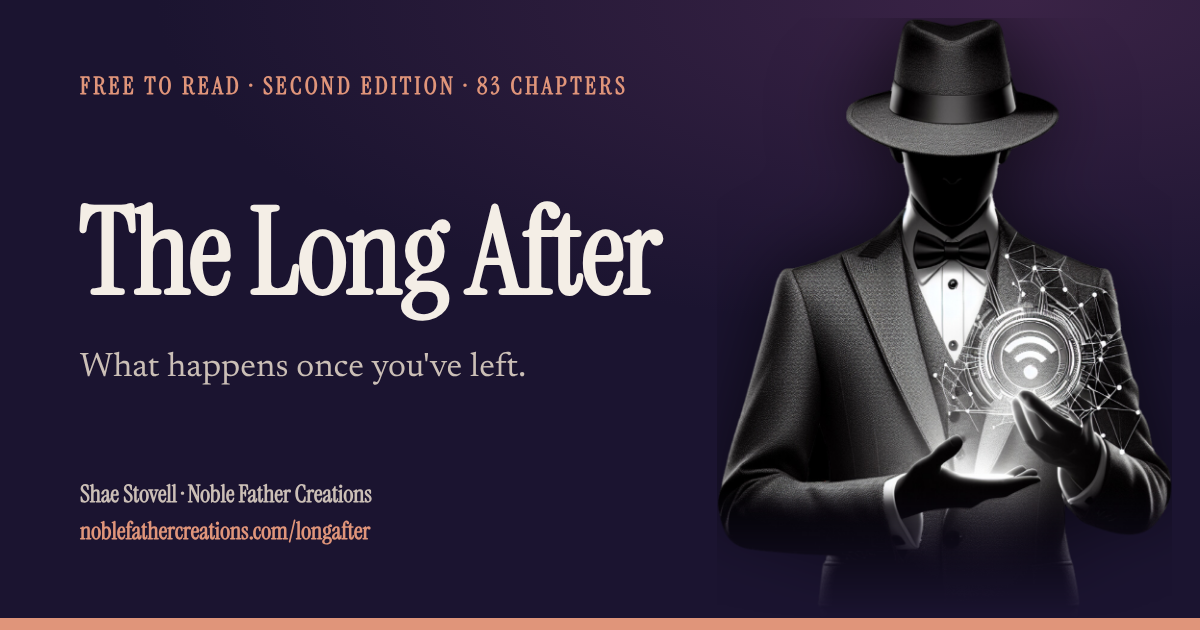 FREE TO READ · SECOND EDITION · 83 CHAPTERS
The Long After
What happens once you've left.
Shae Stovell · Noble Father Creations
noblefathercreations.com/longafter